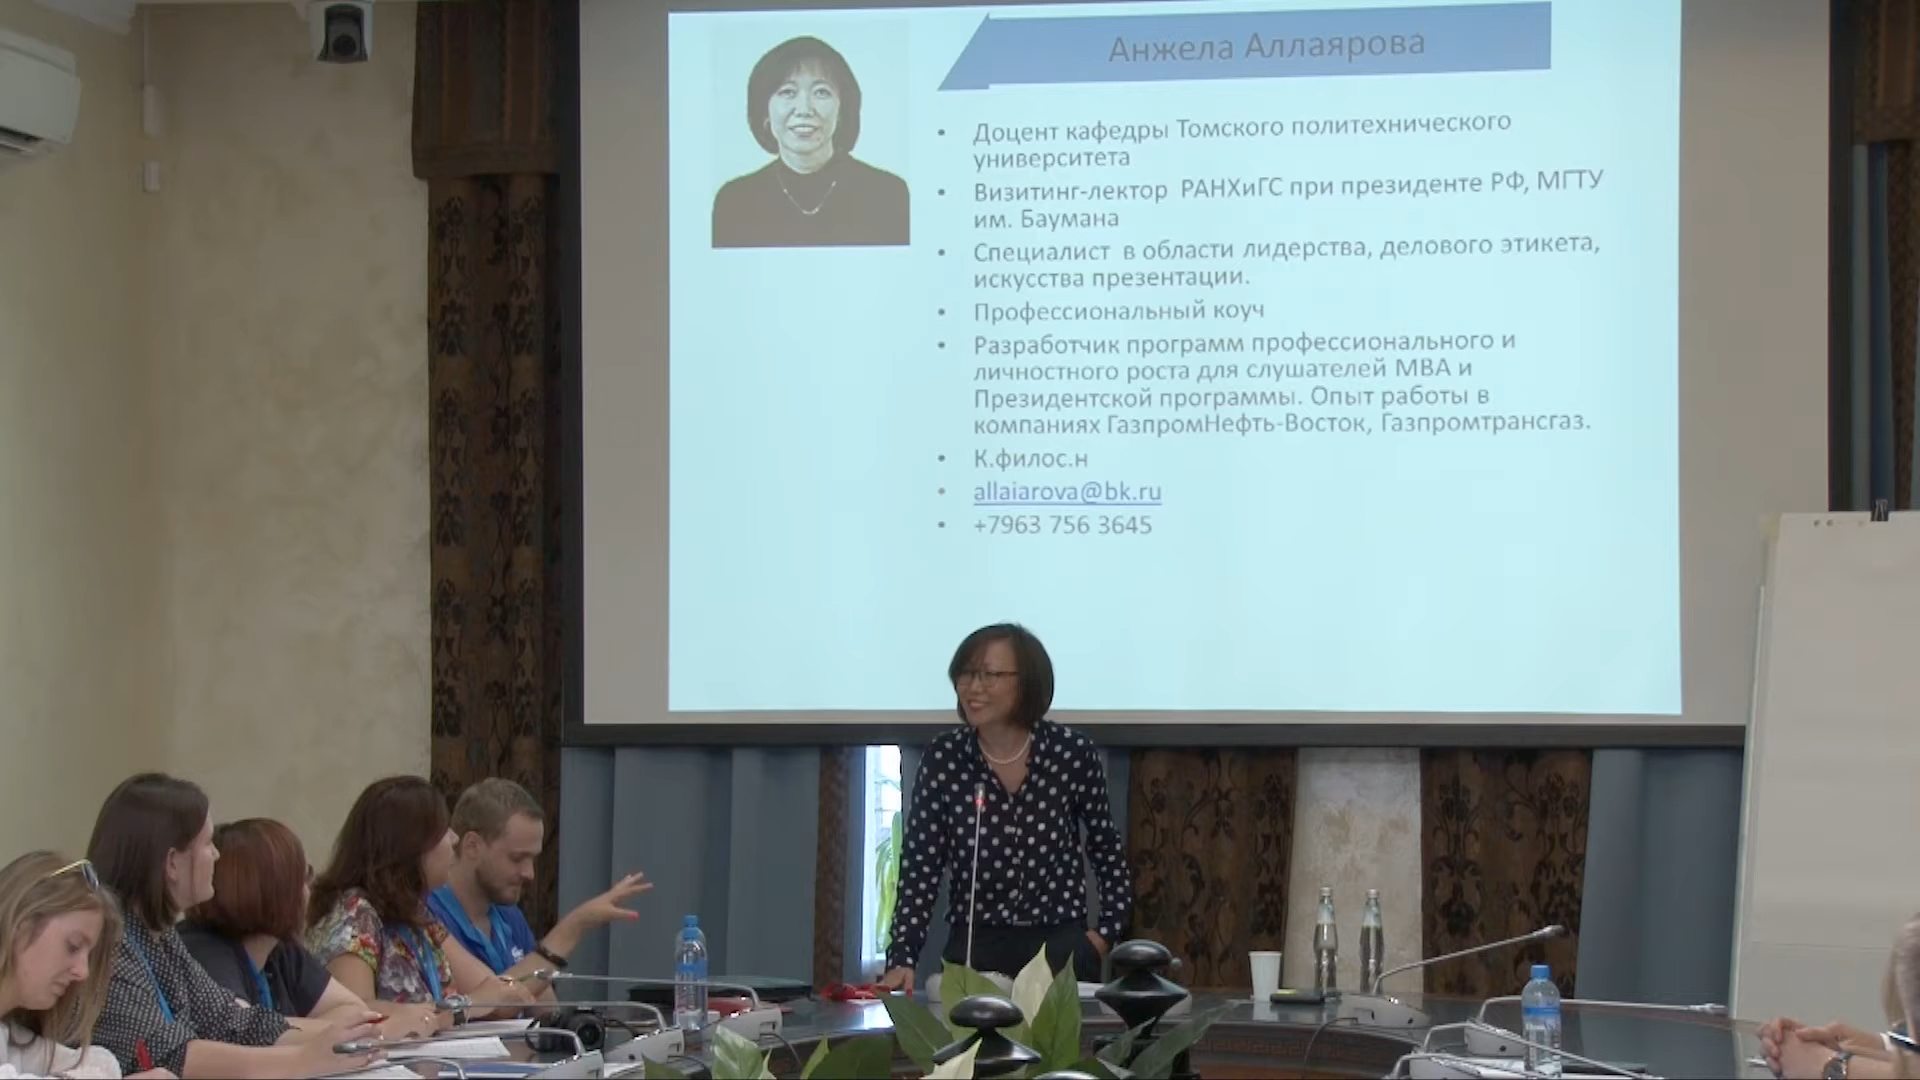 Анжела Аллаярова
• Доцент кафедры Томского политехнического
университета
• Визитинг-лектор РАНХиГС при президенте РФ, МГТУ
им. Баумана
• Специалист в области лидерства, делового этикета,
искусства презентации.
• Профессиональный коуч
• Разработчик программ профессионального и
личностного роста для слушателей МВА и
Президентской программы. Опыт работы в
компаниях ГазпромНефть-Восток, Газпромтрансгаз.
• К.филос.н
• allaiarova@bk.ru
• +7963 756 3645